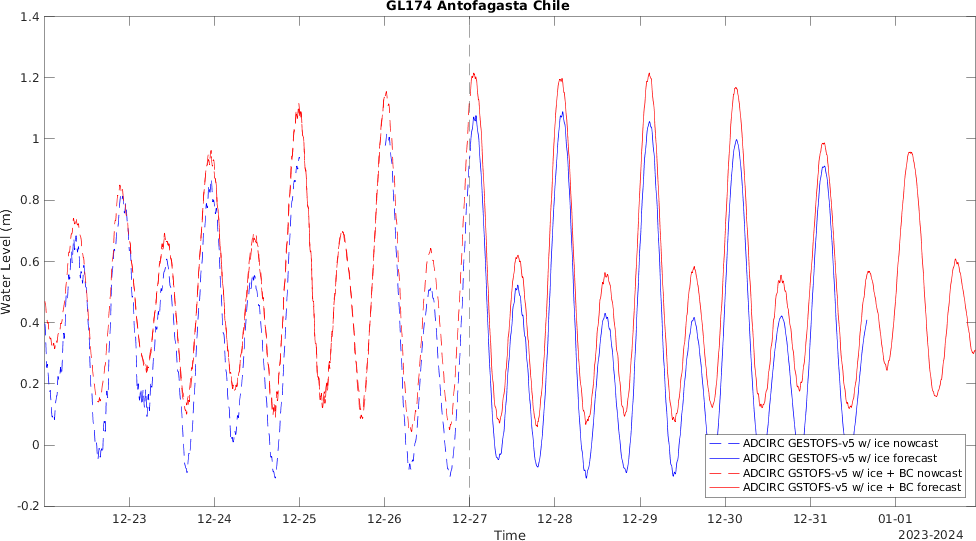 GL174 Antofagasta Chile
1.4
1.2
1
0.8
0.6
0.4
0.2
0
-0.2
Water Level (m)
12-23 12-24 12-25 12-26 12-27 12-28 12-29 12-30 12-31 01-01
Time
2023-2024
ADCIRC GESTOFS-v5 w/ ice nowcast
ADCIRC GESTOFS-v5 w/ ice forecast
ADCIRC GSTOFS-v5 w/ ice + BC nowcast
ADCIRC GSTOFS-v5 w/ ice + BC forecast